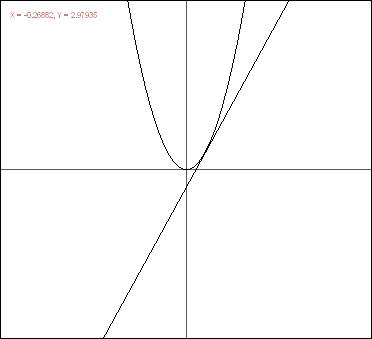 X = -0.26882, Y = 2.97935